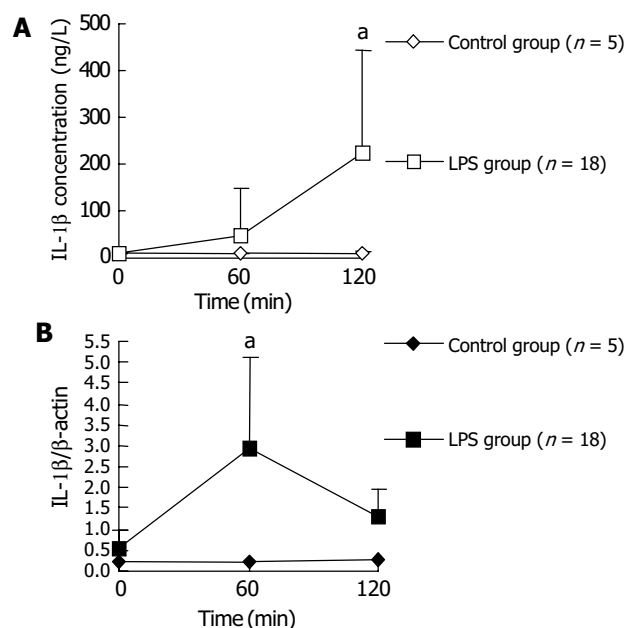 A
IL-1β concentration (ng/L)
500
400
300
200
100
0
a
Control group (n = 5)
LPS group (n = 18)
0 60 120
Time (min)
B
IL-1β/β-actin
5.5
5.0
4.5
4.0
3.5
3.0
2.5
2.0
1.5
1.0
0.5
0.0
a
Control group (n = 5)
LPS group (n = 18)
0 60 120
Time (min)